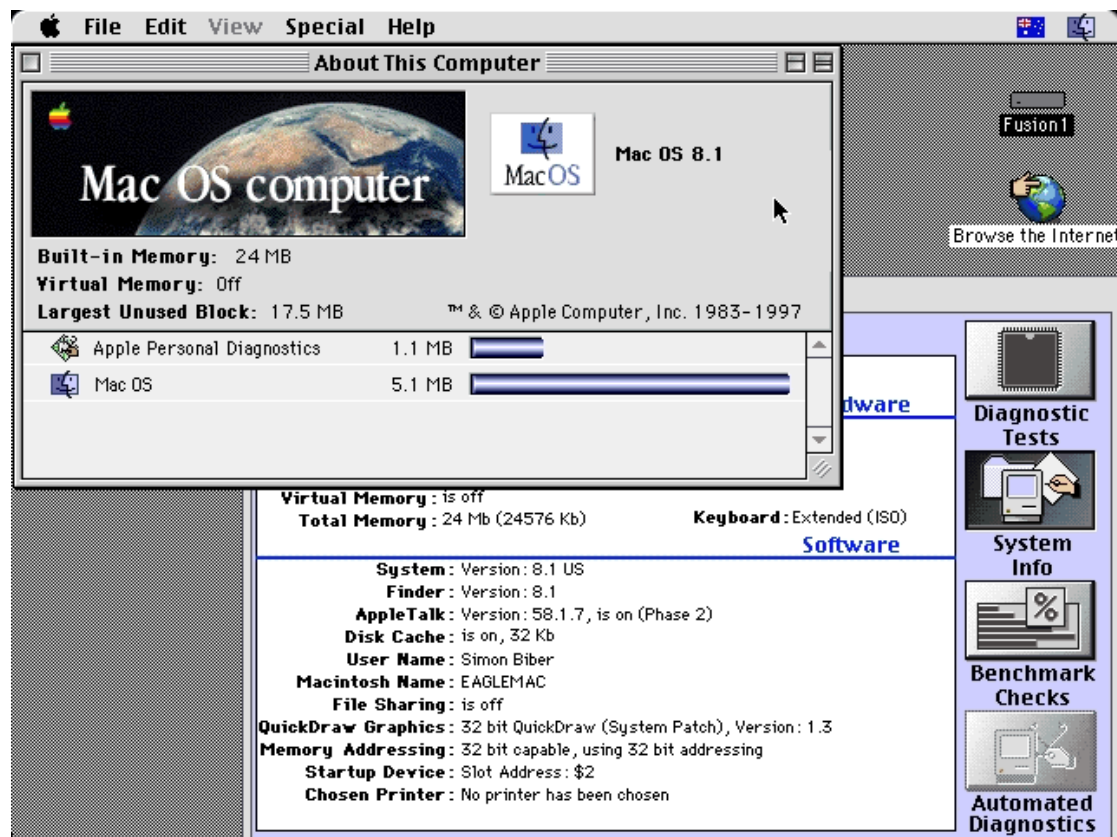 File Edit View Special Help
About This Computer
Mac OS computer
MacOS
Mac OS 8.1
Built-in Memory: 24 MB
Virtual Memory: Off
Largest Unused Block: 17.5 MB ™ & © Apple Computer, Inc. 1983-1997
Apple Personal Diagnostics 1.1 MB
Mac OS 5.1 MB
Fusion1
Browse the Internet
dware
Virtual Memory: is off
Total Memory: 24 Mb (24576 Kb) Keyboard: Extended (ISO)
Software
System: Version: 8.1 US
Finder: Version: 8.1
AppleTalk: Version: 58.1.7, is on (Phase 2)
Disk Cache: is on, 32 Kb
User Name: Simon Biber
Macintosh Name: EAGLEMAC
File Sharing: is off
QuickDraw Graphics: 32 bit QuickDraw (System Patch), Version: 1.3
Memory Addressing: 32 bit capable, using 32 bit addressing
Startup Device: Slot Address: $2
Chosen Printer: No printer has been chosen
Diagnostic
Tests
System
Info
%
Benchmark
Checks
Automated
Diagnostics